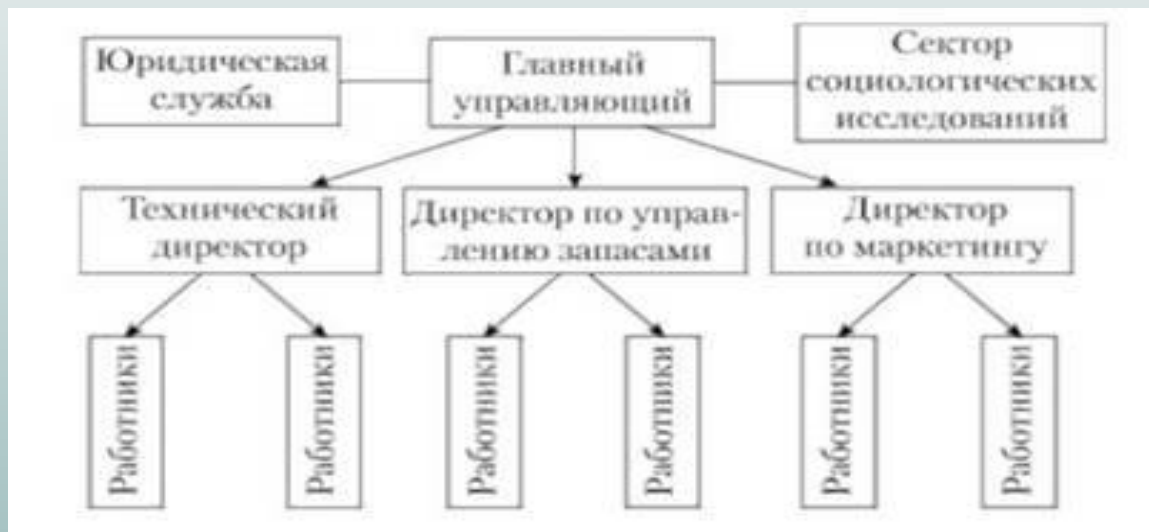 Юридическая
служба
Главный
управляющий
Сектор
социологических
исследований
Технический
директор
Директор по управ-
лению запасами
Директор
по маркетингу
Работники
Работники
Работники
Работники
Работники
Работники